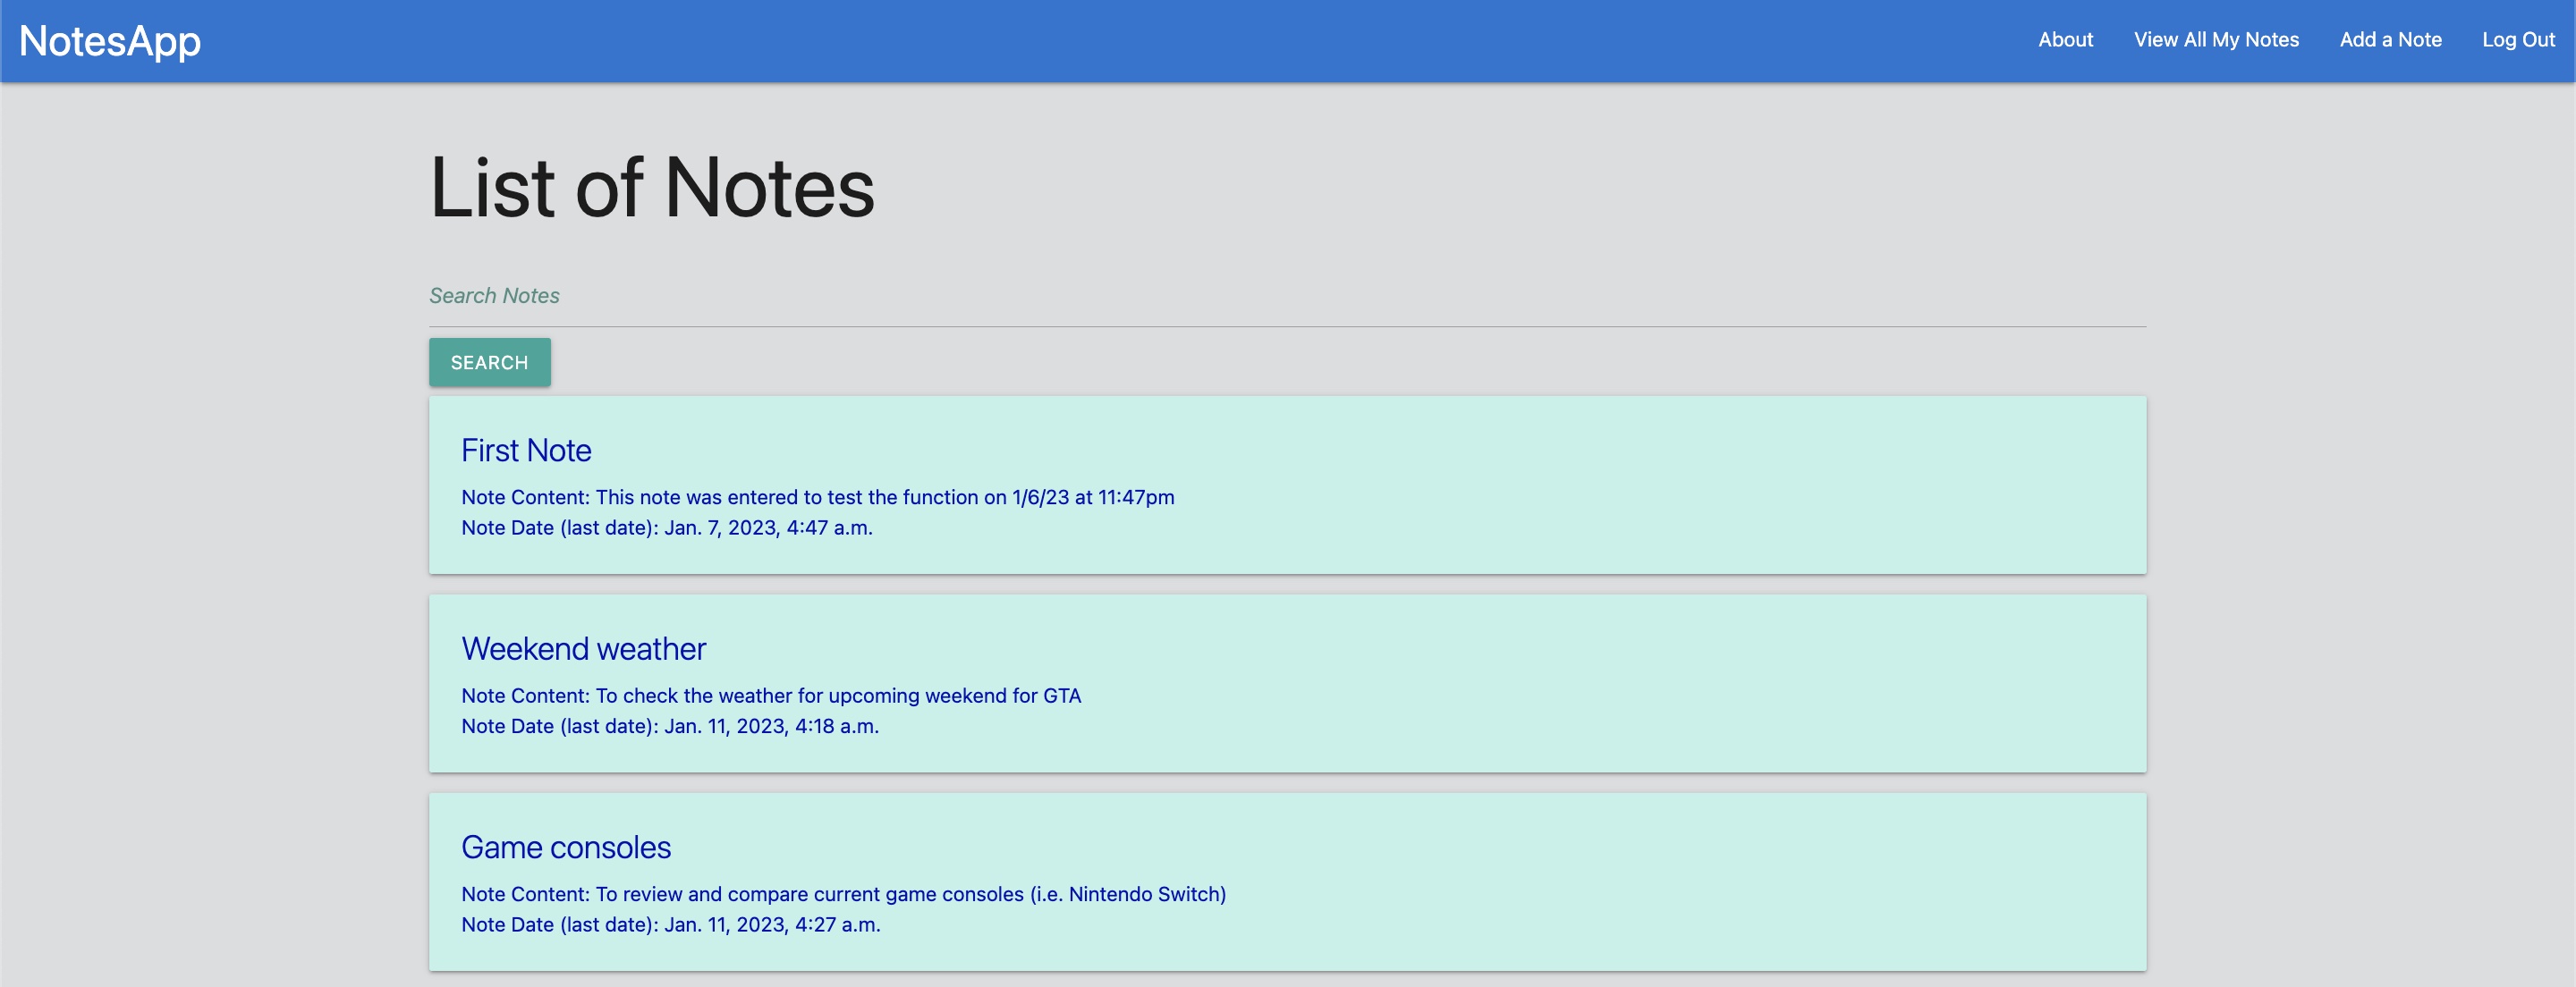 NotesApp
About
View All My Notes
Add a Note
Log Out
List of Notes
Search Notes
SEARCH
First Note
Note Content: This note was entered to test the function on 1/6/23 at 11:47pm
Note Date (last date): Jan. 7, 2023, 4:47 a.m.
Weekend weather
Note Content: To check the weather for upcoming weekend for GTA
Note Date (last date): Jan. 11, 2023, 4:18 a.m.
Game consoles
Note Content: To review and compare current game consoles (i.e. Nintendo Switch)
Note Date (last date): Jan. 11, 2023, 4:27 a.m.